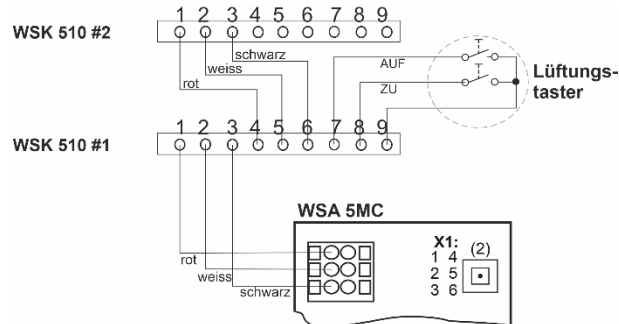 WSK 510 #2
1 2 3 4 5 6 7 8 9
schwarz
weiss
rot
AUF
ZU
Lüftungs-
taster
WSK 510 #1
1 2 3 4 5 6 7 8 9
WSA 5MC
rot
weiss
schwarz
X1:
(2)
1 4
2 5
3 6